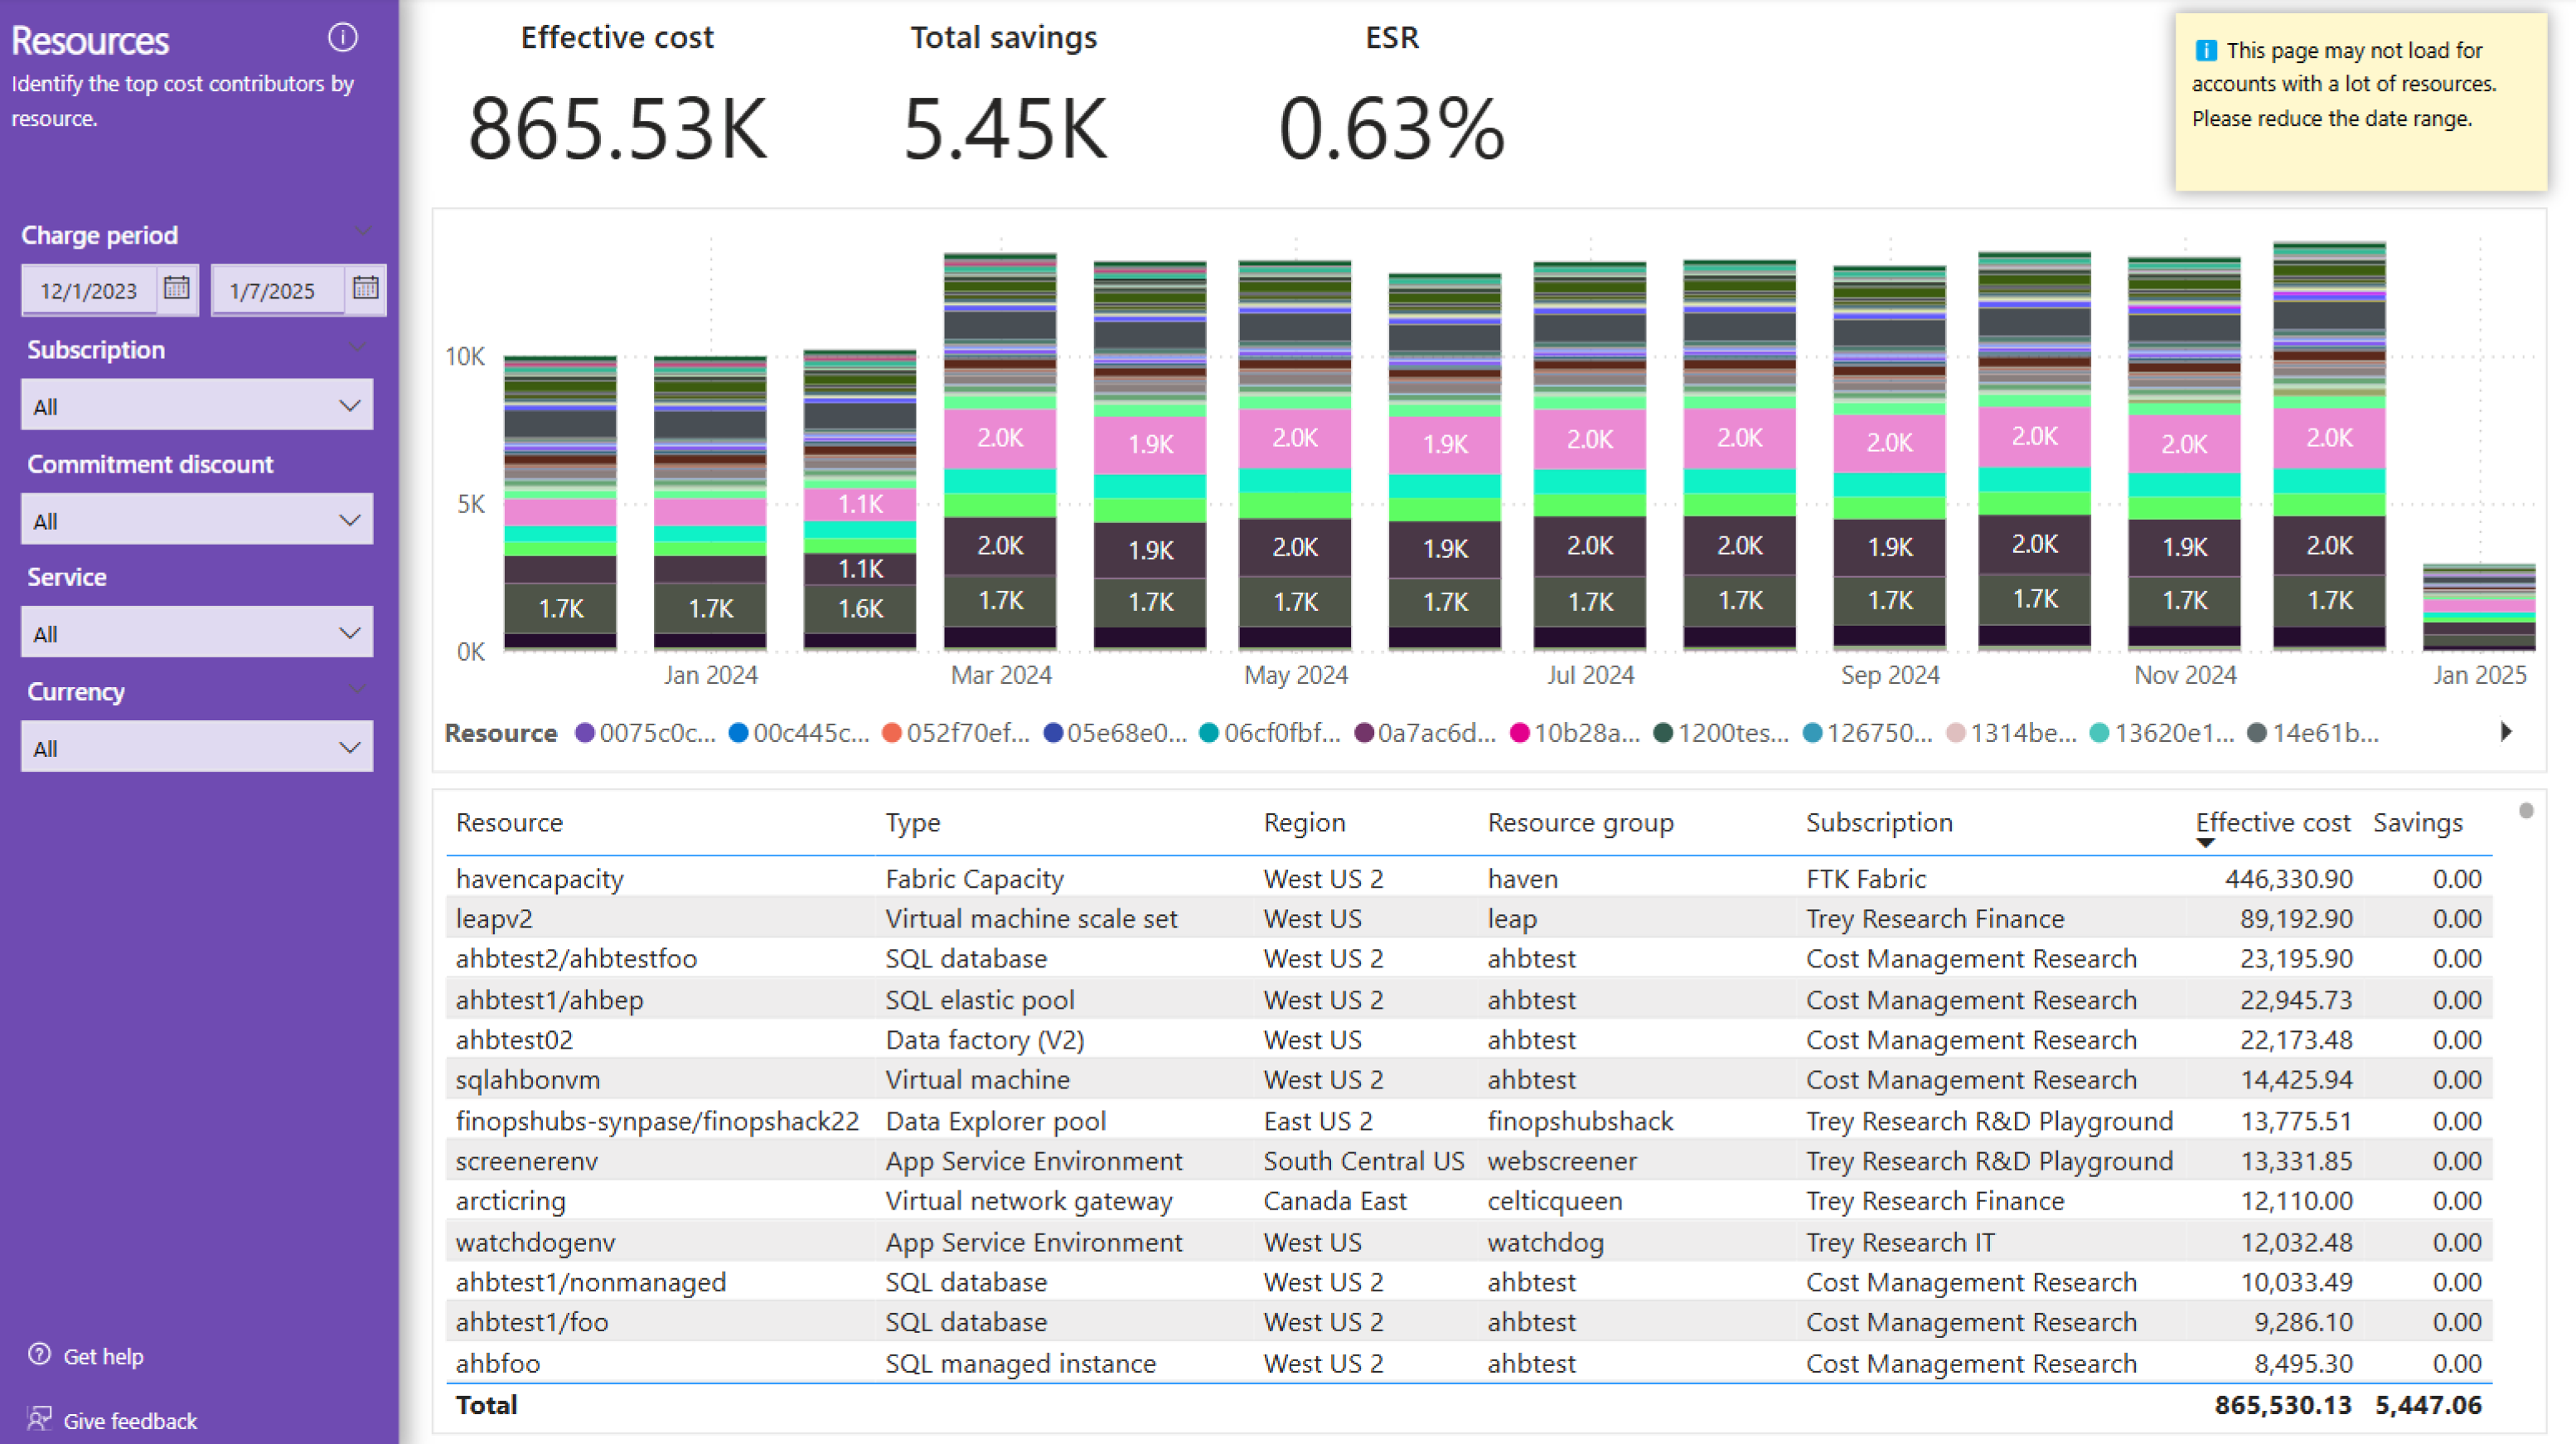 Resources
Identify the top cost contributors by
resource.
Charge period
12/1/2023 1/7/2025
Subscription
All
Commitment discount
All
Service
All
Currency
All
Get help
Give feedback
Effective cost Total savings ESR
865.53K 5.45K 0.63%
This page may not load for
accounts with a lot of resources.
Please reduce the date range.
10K
5K
0K
2.0K 1.9K 2.0K 1.9K 2.0K 2.0K 2.0K 2.0K 2.0K 2.0K
1.1K
2.0K 1.9K 2.0K 1.9K 2.0K 2.0K 1.9K 2.0K 1.9K 2.0K
1.1K
1.7K 1.7K 1.6K 1.7K 1.7K 1.7K 1.7K 1.7K 1.7K 1.7K 1.7K 1.7K 1.7K
Jan 2024 Mar 2024 May 2024 Jul 2024 Sep 2024 Nov 2024 Jan 2025
Resource 0075c0c... 00c445c... 052f70ef... 05e68e0... 06cf0fbf... 0a7ac6d... 10b28a... 1200tes... 126750... 1314be... 13620e1... 14e61b...
Resource Type Region Resource group Subscription Effective cost Savings
havencapacity Fabric Capacity West US 2 haven FTK Fabric 446,330.90 0.00
leapv2 Virtual machine scale set West US leap Trey Research Finance 89,192.90 0.00
ahbtest2/ahbtestfoo SQL database West US 2 ahbtest Cost Management Research 23,195.90 0.00
ahbtest1/ahbep SQL elastic pool West US 2 ahbtest Cost Management Research 22,945.73 0.00
ahbtest02 Data factory (V2) West US ahbtest Cost Management Research 22,173.48 0.00
sqlahbonvm Virtual machine West US 2 ahbtest Cost Management Research 14,425.94 0.00
finopshubs-synpase/finopshack22 Data Explorer pool East US 2 finopshubshack Trey Research R&D Playground 13,775.51 0.00
screenerenv App Service Environment South Central US webscreener Trey Research R&D Playground 13,331.85 0.00
arcticring Virtual network gateway Canada East celticqueen Trey Research Finance 12,110.00 0.00
watchdogenv App Service Environment West US watchdog Trey Research IT 12,032.48 0.00
ahbtest1/nonmanaged SQL database West US 2 ahbtest Cost Management Research 10,033.49 0.00
ahbtest1/foo SQL database West US 2 ahbtest Cost Management Research 9,286.10 0.00
ahbfoo SQL managed instance West US 2 ahbtest Cost Management Research 8,495.30 0.00
Total 865,530.13 5,447.06